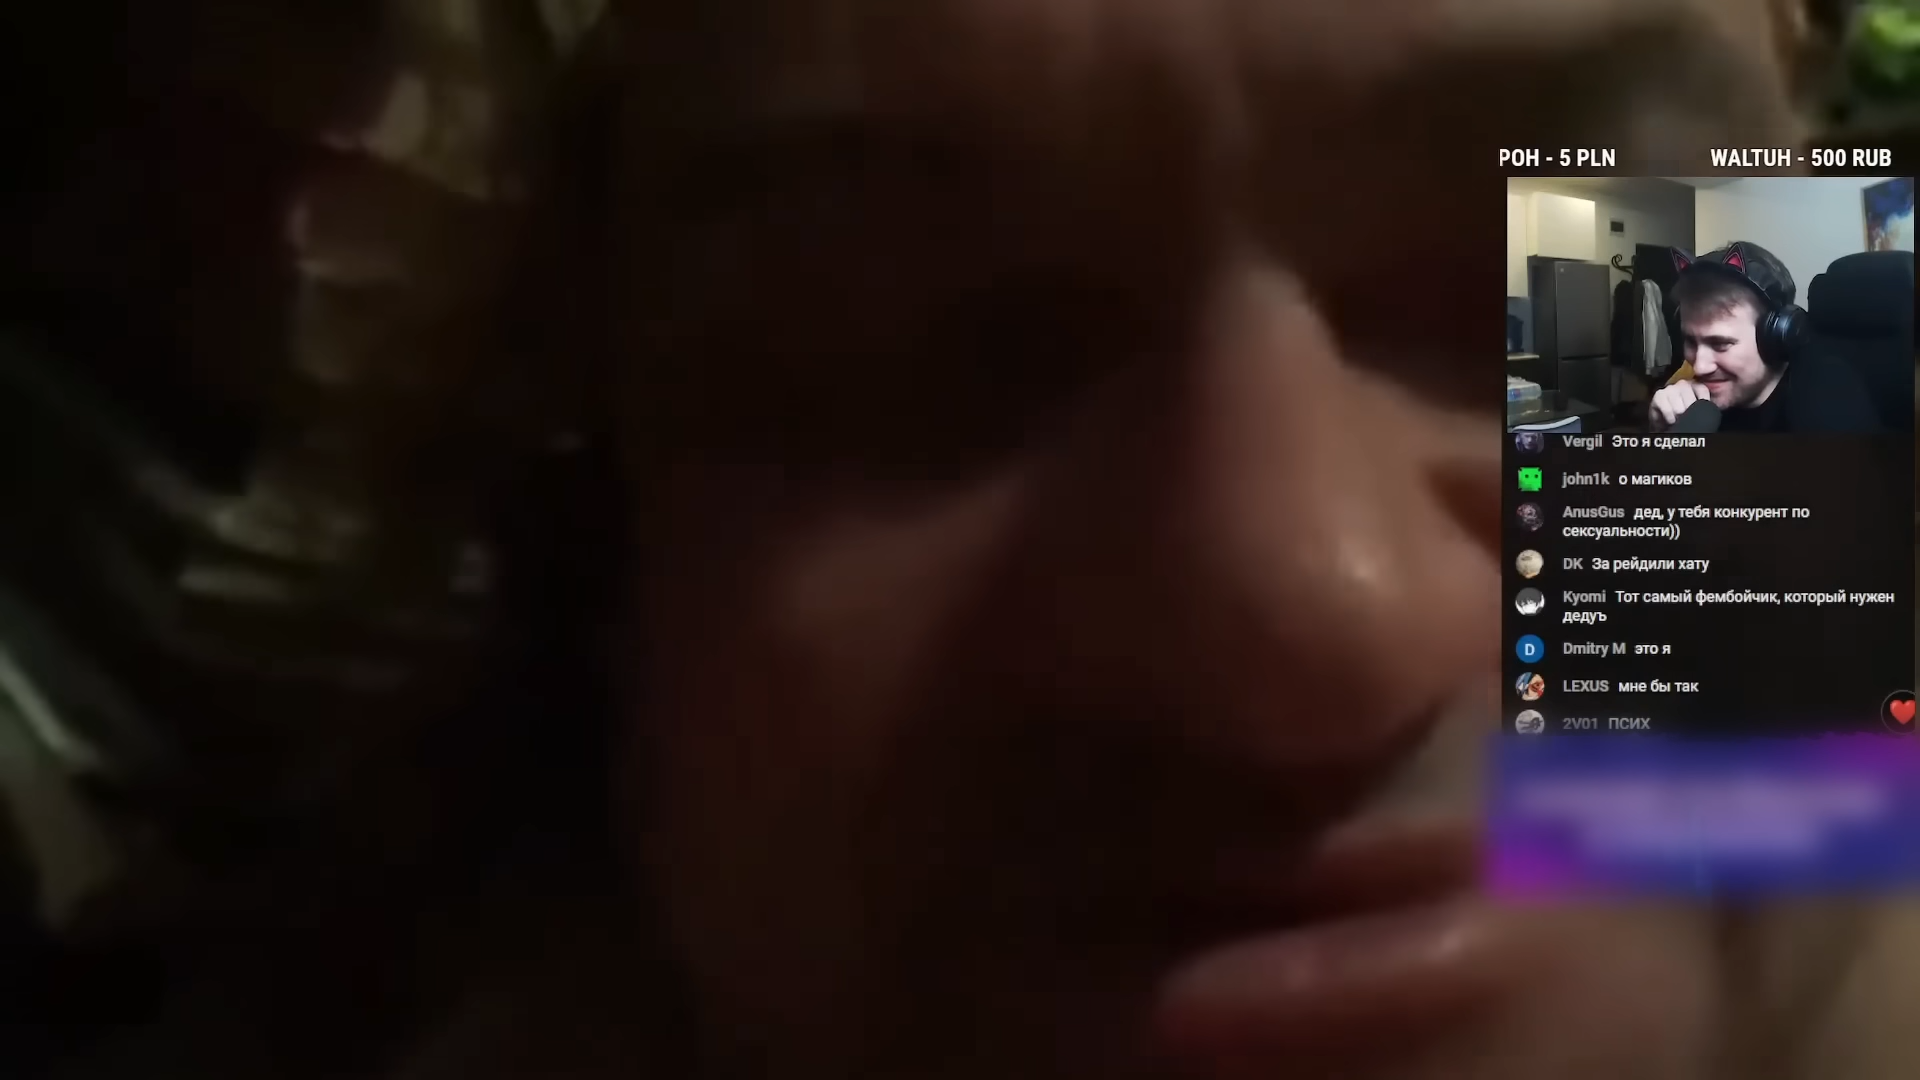 РОН - 5 PLN
WALTUH - 500 RUB
Vergil Это я сделал
john1k о магиков
AnusGus дед, у тебя конкурент по
сексуальности))
DK За рейдили хату
Kyomi Тот самый фембойчик, который нужен
дедуъ
D
Dmitry M это я
LEXUS мне бы так
2V01 ПСИХ